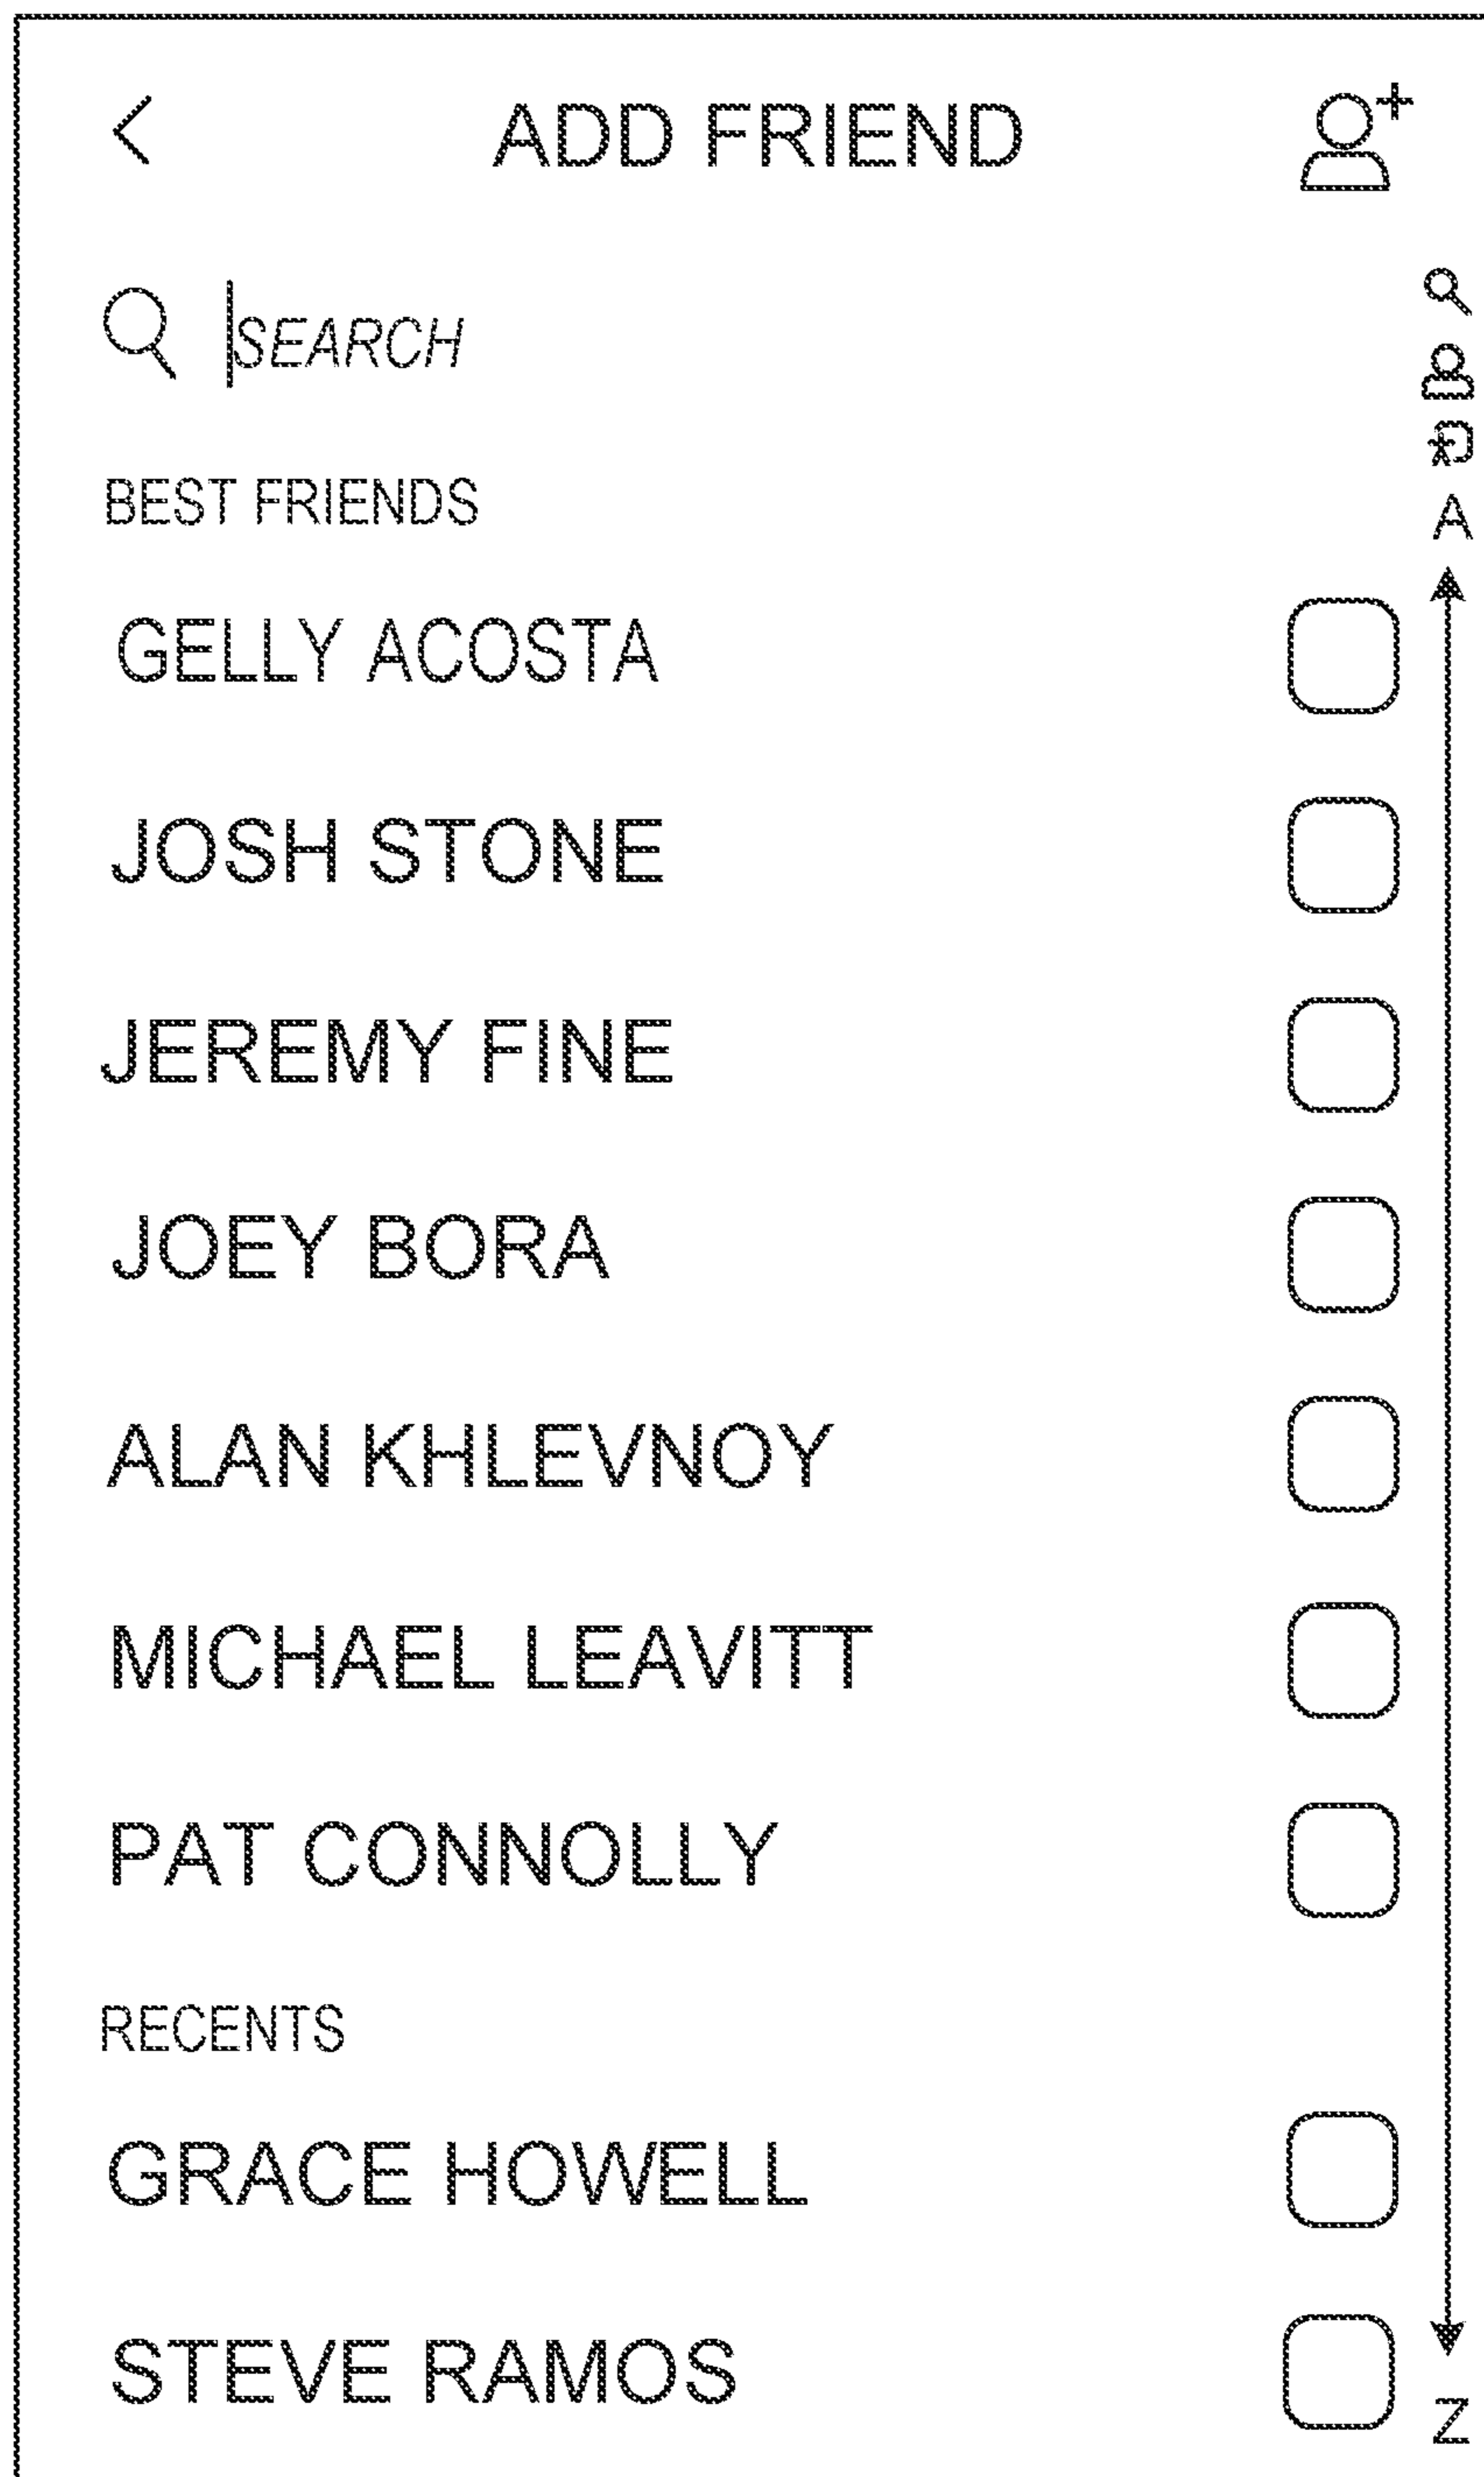 ADD FRIEND
SEARCH
BEST FRIENDS
A
GELLY ACOSTA
JOSH STONE
JEREMY FINE
JOEY BORA
ALAN KHLEVNOY
MICHAEL LEAVITT
PAT CONNOLLY
RECENTS
GRACE HOWELL
STEVE RAMOS
Z